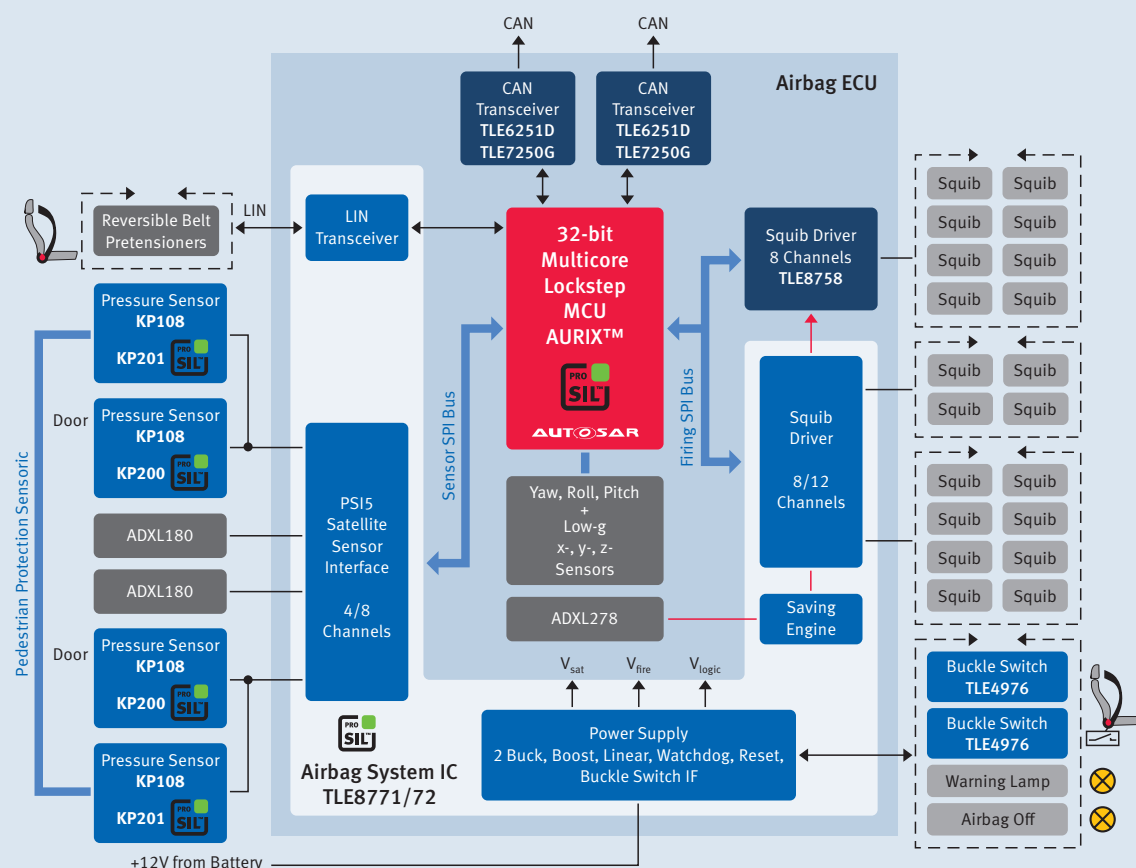 CAN
CAN
Airbag ECU
CAN
Transceiver
TLE6251D
TLE7250G
CAN
Transceiver
TLE6251D
TLE7250G
Reversible Belt
Pretensioners
LIN
LIN
Transceiver
32-bit
Multicore
Lockstep
MCU
AURIX™
PRO
SIL™
AUTOSAR
Squib Driver
8 Channels
TLE8758
Squib
Squib
Squib
Squib
Squib
Squib
Squib
Squib
Pressure Sensor
KP108
KP201
PRO
SIL™
Door
Pressure Sensor
KP108
KP200
PRO
SIL™
ADXL180
ADXL180
Door
Pressure Sensor
KP108
KP200
PRO
SIL™
Pressure Sensor
KP108
KP201
PRO
SIL™
Pedestrian Protection Sensoric
PSI5
Satellite
Sensor
Interface
4/8
Channels
Sensor SPI Bus
Firing SPI Bus
Yaw, Roll, Pitch
+
Low-g
x-, y-, z-
Sensors
ADXL278
Squib
Driver
8/12
Channels
Saving
Engine
Squib
Squib
Squib
Squib
Squib
Squib
Squib
Squib
Squib
Squib
Squib
Squib
Vsat
Vfire
Vlogic
PRO
SIL™
Airbag System IC
TLE8771/72
Power Supply
2 Buck, Boost, Linear, Watchdog, Reset,
Buckle Switch IF
Buckle Switch
TLE4976
Buckle Switch
TLE4976
Warning Lamp
Airbag Off
+12V from Battery